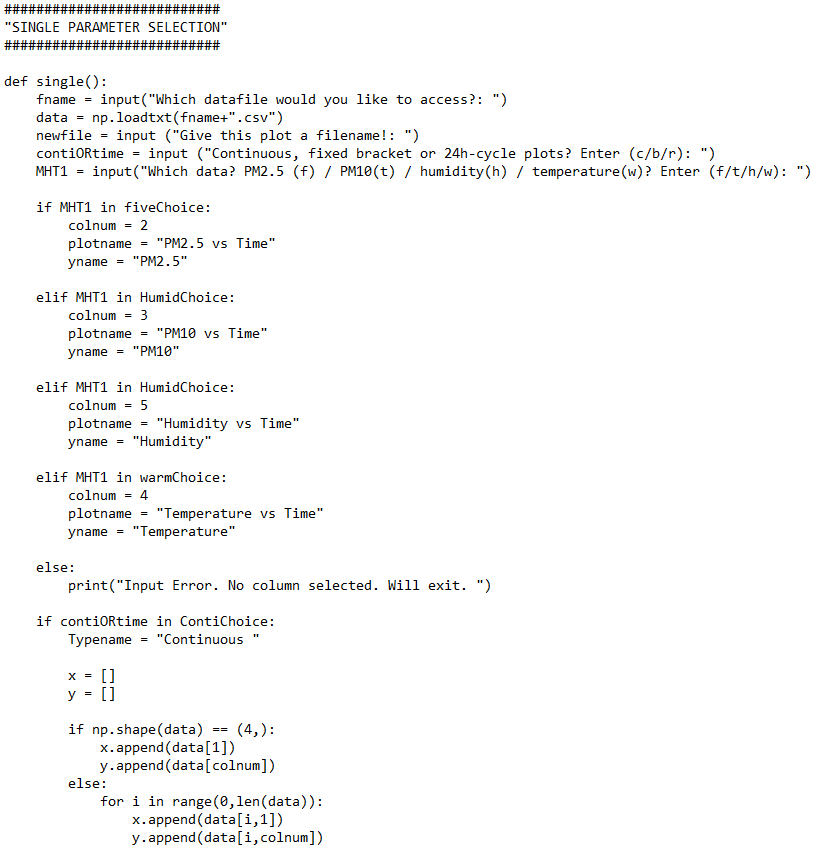 ###########################
"SINGLE PARAMETER SELECTION"
###########################
def single():
    fname = input("Which datafile would you like to access?: ")
    data = np.loadtxt(fname+".csv")
    newfile = input ("Give this plot a filename!: ")
    contiORtime = input ("Continuous, fixed bracket or 24h-cycle plots? Enter (c/b/r): ")
    MHT1 = input("Which data? PM2.5 (f) / PM10(t) / humidity(h) / temperature(w)? Enter (f/t/h/w): ")
    if MHT1 in fiveChoice:
        colnum = 2
        plotname = "PM2.5 vs Time"
        yname = "PM2.5"
    elif MHT1 in HumidChoice:
        colnum = 3
        plotname = "PM10 vs Time"
        yname = "PM10"
    elif MHT1 in HumidChoice:
        colnum = 5
        plotname = "Humidity vs Time"
        yname = "Humidity"
    elif MHT1 in warmChoice:
        colnum = 4
        plotname = "Temperature vs Time"
        yname = "Temperature"
    else:
        print("Input Error. No column selected. Will exit. ")
    if contiORtime in ContiChoice:
        Typename = "Continuous "
        x = []
        y = []
        if np.shape(data) == (4,):
            x.append(data[1])
            y.append(data[colnum])
        else:
            for i in range(0,len(data)):
                x.append(data[i,1])
                y.append(data[i,colnum])